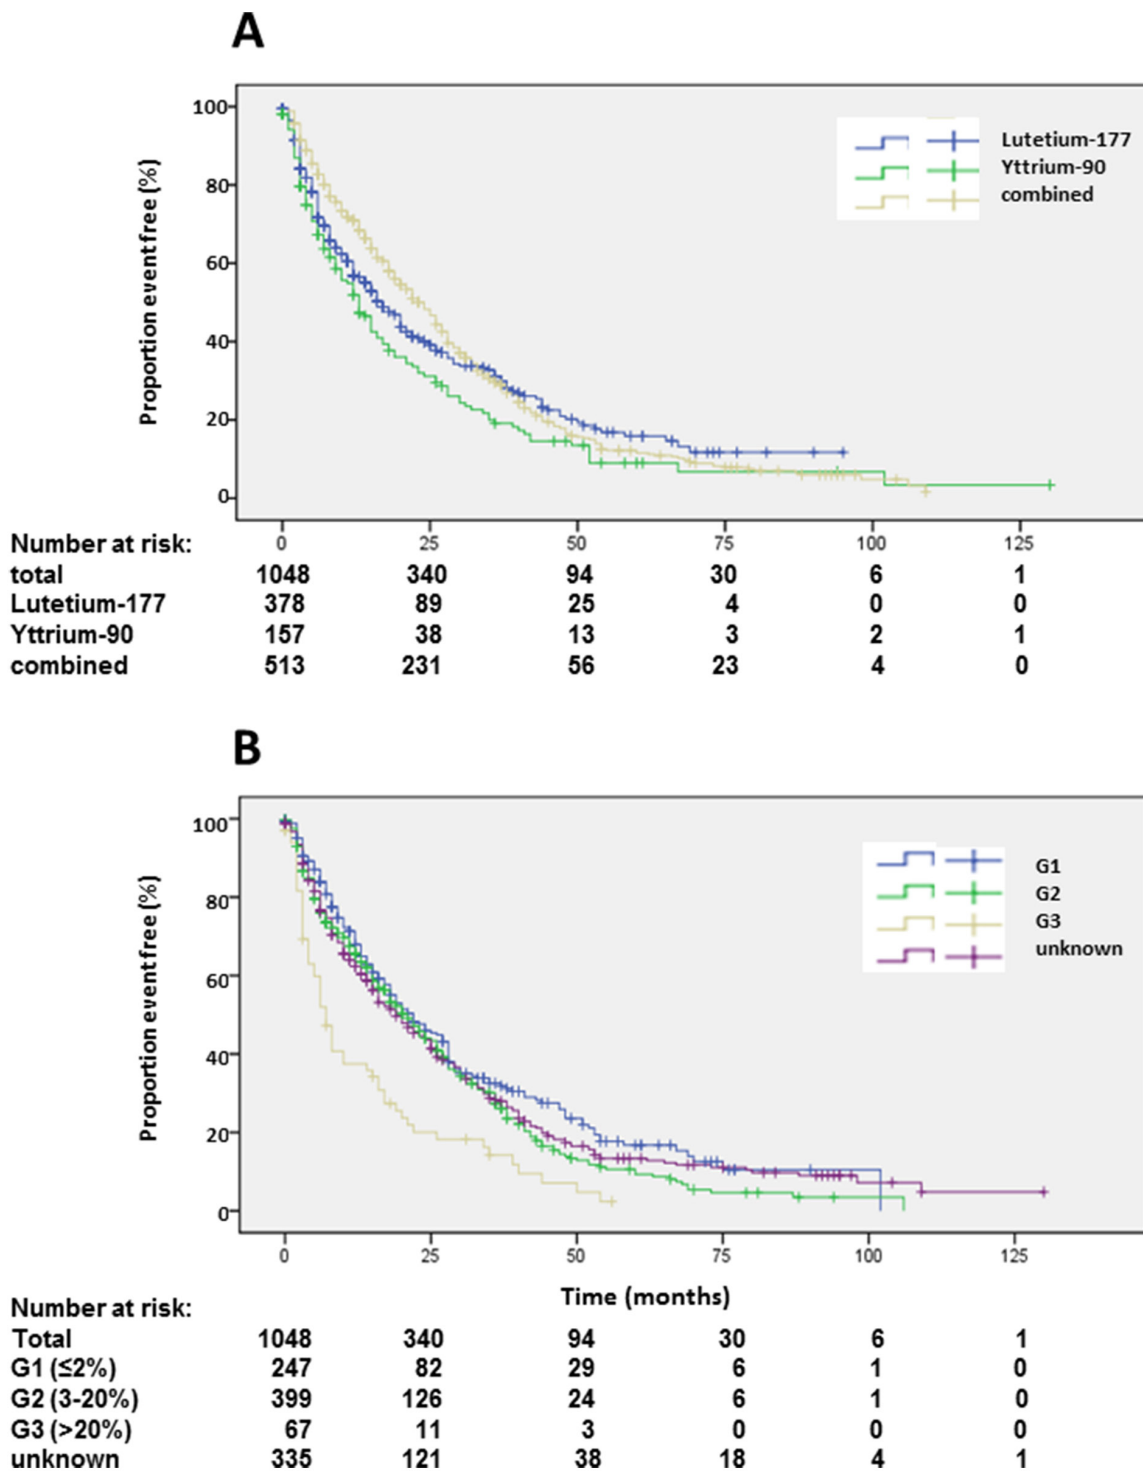 A
Proportion event free (%)
100
80
60
40
20
0
Lutetium-177
Yttrium-90
combined
0 25 50 75 100 125
Number at risk:
total 1048 340 94 30 6 1
Lutetium-177 378 89 25 4 0 0
Yttrium-90 157 38 13 3 2 1
combined 513 231 56 23 4 0
B
Proportion event free (%)
100
80
60
40
20
0
G1
G2
G3
unknown
0 25 50 75 100 125
Time (months)
Number at risk:
Total 1048 340 94 30 6 1
G1 (≤2%) 247 82 29 6 1 0
G2 (3-20%) 399 126 24 6 1 0
G3 (>20%) 67 11 3 0 0 0
unknown 335 121 38 18 4 1